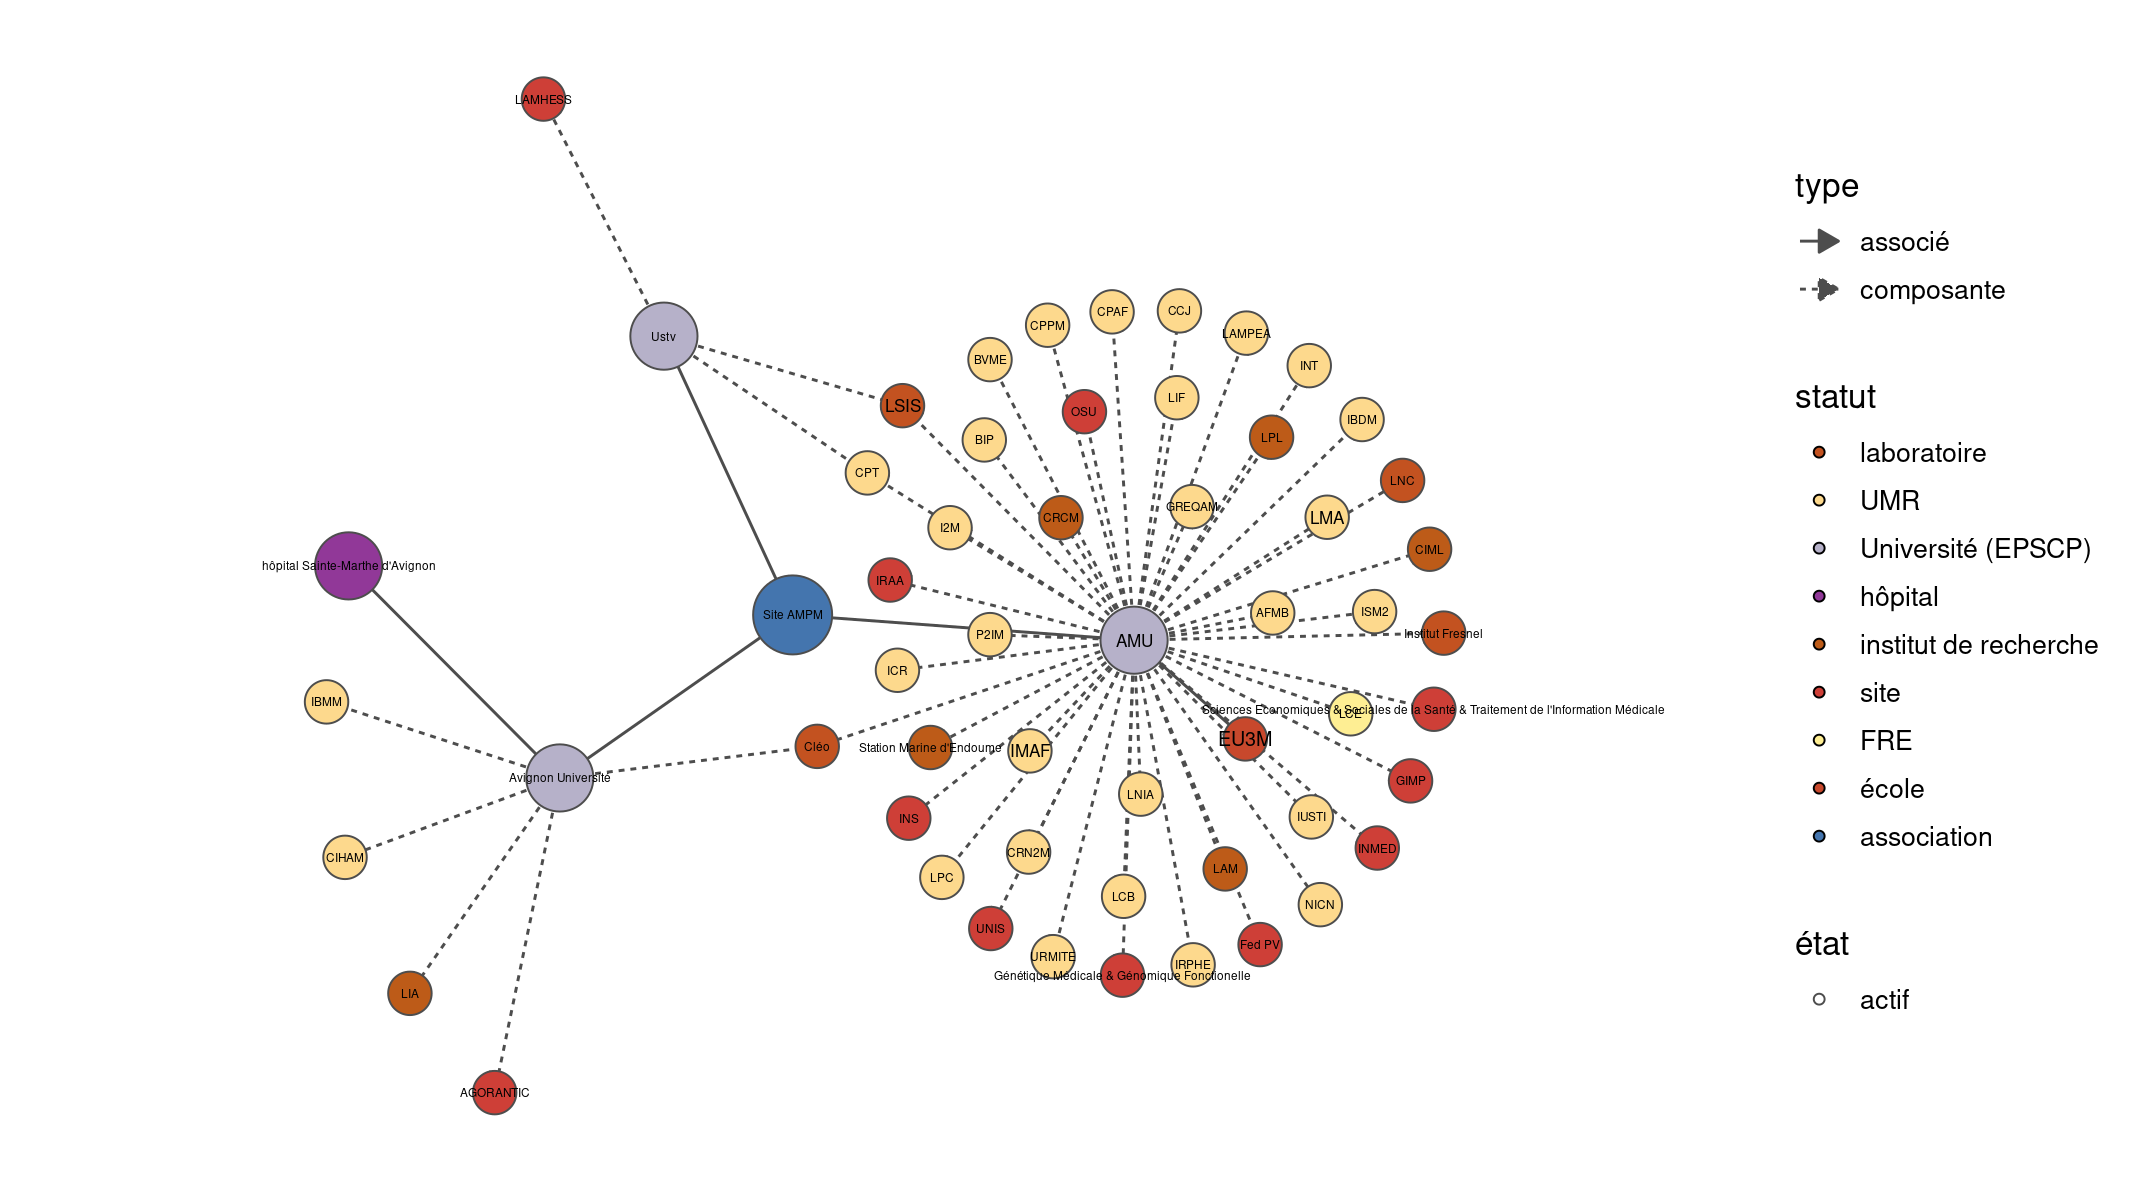 LAMHESS
Ustv
LSIS
CPT
BVME
CPPM
CPAF
CCJ
LAMPEA
INT
IBDM
OSU
LIF
LPL
BIP
LNC
CRCM
GREQAM
LMA
I2M
CIML
IRAA
hôpital Sainte-Marthe d'Avignon
Site AMPM
P2IM
AMU
AFMB
ISM2
Institut Fresnel
ICR
IBMM
Sciences Economiques & Sociales de la Santé & Traitement de l'Information Médicale
LCE
EU3M
Cléo
Station Marine d'Endoume
IMAF
Avignon Université
GIMP
LNIA
INS
IUSTI
INMED
CRN2M
CIHAM
LPC
LAM
LCB
NICN
UNIS
Fed PV
URMITE
IRPHE
Génétique Médicale & Génomique Fonctionelle
LIA
AGORANTIC
type
associé
composante
statut
laboratoire
UMR
Université (EPSCP)
hôpital
institut de recherche
site
FRE
école
association
état
actif